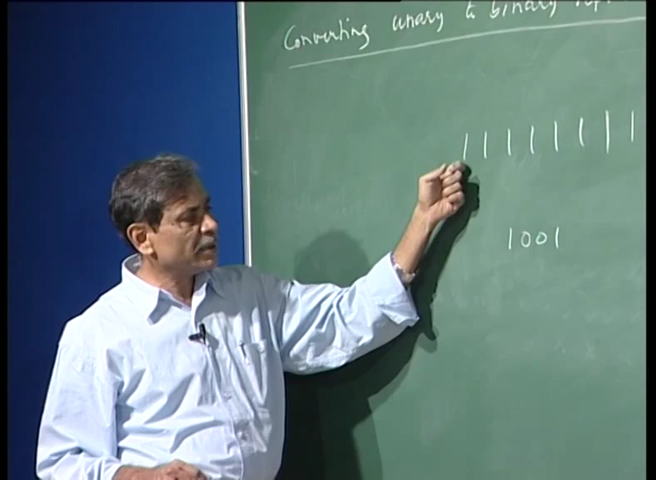 Converting unary to binary
| | | | | | | |
1001